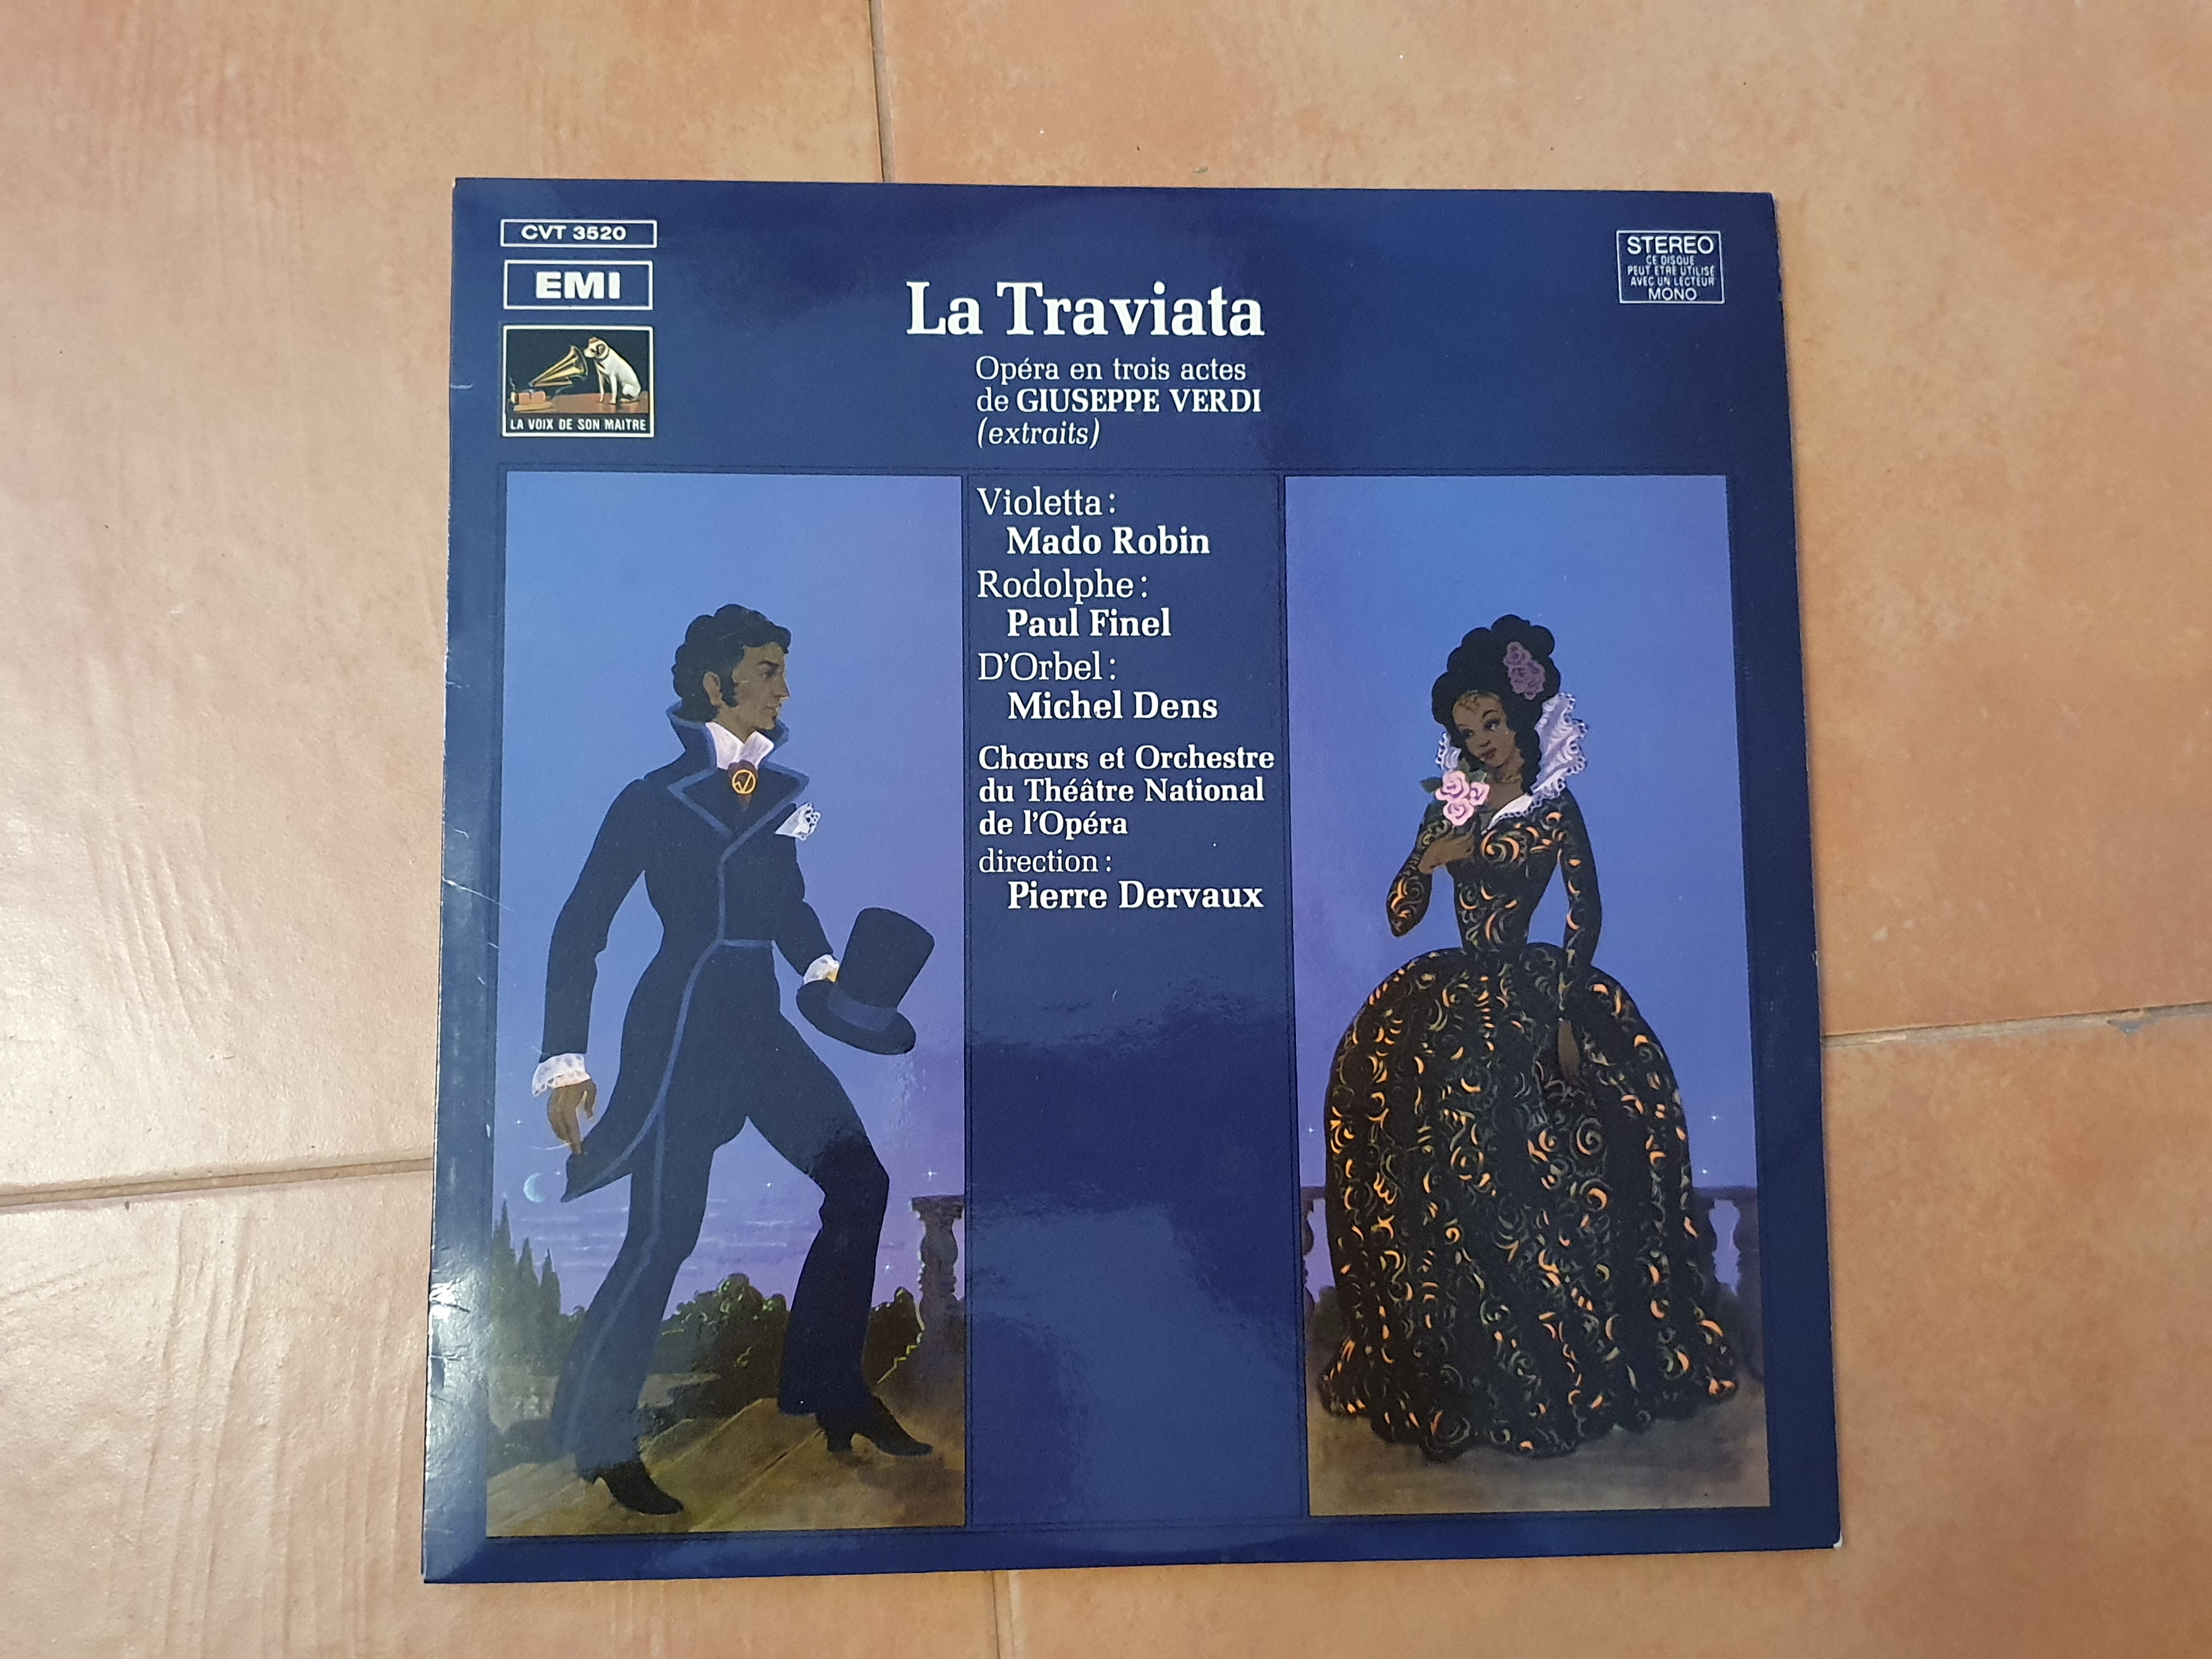 CVT 3520
EMI
LA VOIX DE SON MAITRE
STEREO
CE DISQUE
PEUT ETRE UTILISÉ
AVEC UN LECTEUR
MONO
La Traviata
Opéra en trois actes
de GIUSEPPE VERDI
(extraits)
Violetta:
Mado Robin
Rodolphe:
Paul Finel
D'Orbel:
Michel Dens
Chœurs et Orchestre
du Théâtre National
de l'Opéra
direction:
Pierre Dervaux